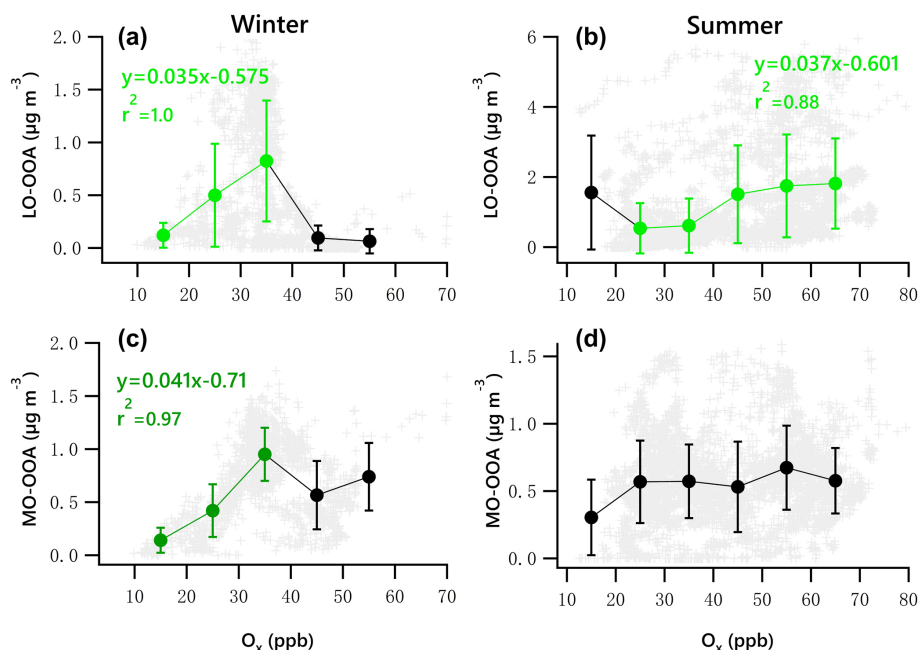 Winter
Summer
(a)
LO-OOA (µg m⁻³)
2.0
1.5
1.0
0.5
0.0
y=0.035x-0.575
r²=1.0
10 20 30 40 50 60 70
(b)
LO-OOA (µg m⁻³)
6
4
2
0
y=0.037x-0.601
r²=0.88
10 20 30 40 50 60 70 80
(c)
MO-OOA (µg m⁻³)
2.0
1.5
1.0
0.5
0.0
y=0.041x-0.71
r²=0.97
10 20 30 40 50 60 70
Oₓ (ppb)
(d)
MO-OOA (µg m⁻³)
1.5
1.0
0.5
0.0
10 20 30 40 50 60 70 80
Oₓ (ppb)